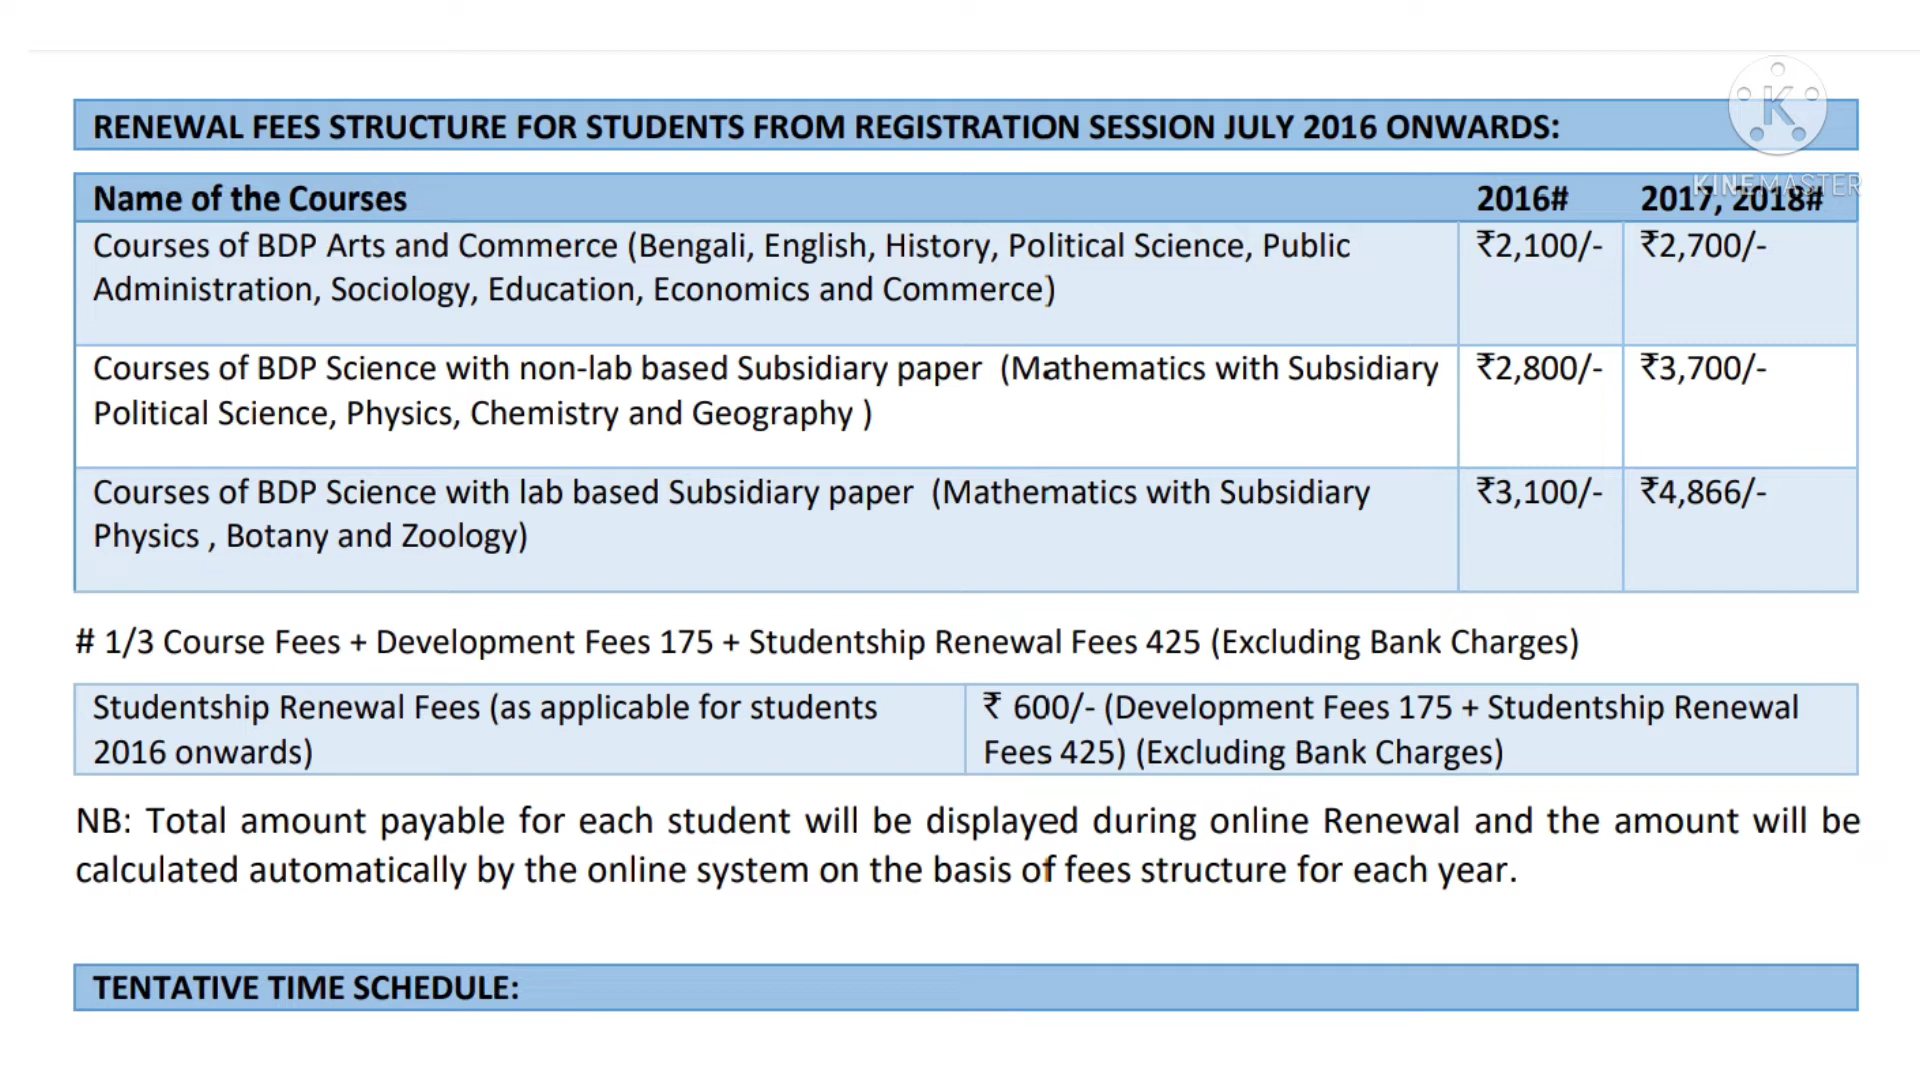 RENEWAL FEES STRUCTURE FOR STUDENTS FROM REGISTRATION SESSION JULY 2016 ONWARDS:
K
KINEMASTER
Name of the Courses 2016# 2017, 2018#
Courses of BDP Arts and Commerce (Bengali, English, History, Political Science, Public ₹2,100/- ₹2,700/-
Administration, Sociology, Education, Economics and Commerce)
Courses of BDP Science with non-lab based Subsidiary paper (Mathematics with Subsidiary ₹2,800/- ₹3,700/-
Political Science, Physics, Chemistry and Geography )
Courses of BDP Science with lab based Subsidiary paper (Mathematics with Subsidiary ₹3,100/- ₹4,866/-
Physics , Botany and Zoology)
# 1/3 Course Fees + Development Fees 175 + Studentship Renewal Fees 425 (Excluding Bank Charges)
Studentship Renewal Fees (as applicable for students ₹ 600/- (Development Fees 175 + Studentship Renewal
2016 onwards) Fees 425) (Excluding Bank Charges)
NB: Total amount payable for each student will be displayed during online Renewal and the amount will be
calculated automatically by the online system on the basis of fees structure for each year.
TENTATIVE TIME SCHEDULE: